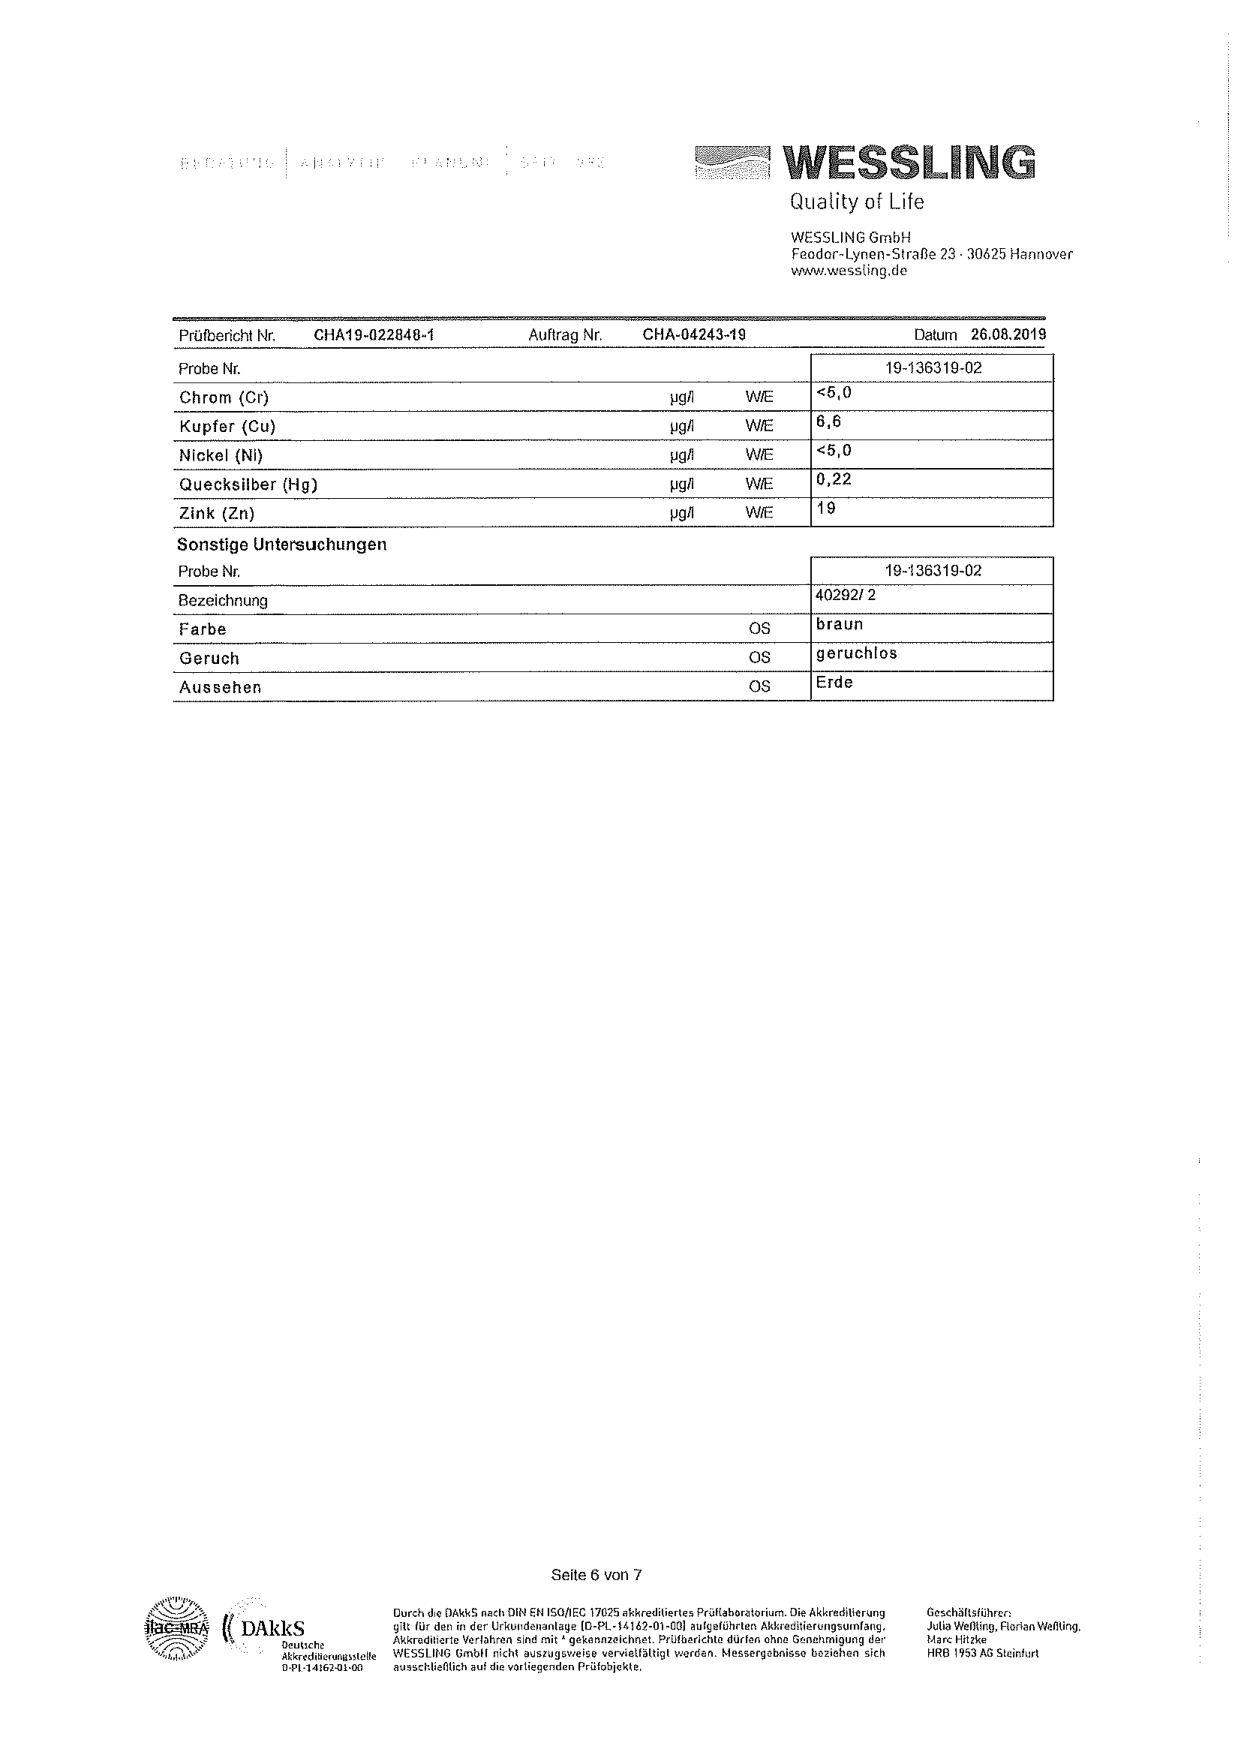 WESSLING
Quality of Life
WESSLING GmbH
Feodor-Lynen-Straße 23 · 30625 Hannover
www.wessling.de
Prüfbericht Nr. CHA19-022848-1 Auftrag Nr. CHA-04243-19 Datum 26.08.2019
Probe Nr. 19-136319-02
Chrom (Cr) µg/l W/E <5,0
Kupfer (Cu) µg/l W/E 6,6
Nickel (Ni) µg/l W/E <5,0
Quecksilber (Hg) µg/l W/E 0,22
Zink (Zn) µg/l W/E 19
Sonstige Untersuchungen
Probe Nr. 19-136319-02
Bezeichnung 40292/ 2
Farbe OS braun
Geruch OS geruchlos
Aussehen OS Erde
Seite 6 von 7
ilac-MRA
DAkkS
Deutsche
Akkreditierungsstelle
D-PL-14162-01-00
Durch die DAkkS nach DIN EN ISO/IEC 17025 akkreditiertes Prüflaboratorium. Die Akkreditierung
gilt für den in der Urkundenanlage [D-PL-14162-01-00] aufgeführten Akkreditierungsumfang.
Akkreditierte Verfahren sind mit ᴬ gekennzeichnet. Prüfberichte dürfen ohne Genehmigung der
WESSLING GmbH nicht auszugsweise vervielfältigt werden. Messergebnisse beziehen sich
ausschließlich auf die vorliegenden Prüfobjekte.
Geschäftsführer:
Julia Weßling, Florian Weßling,
Marc Hitzke
HRB 1953 AG Steinfurt